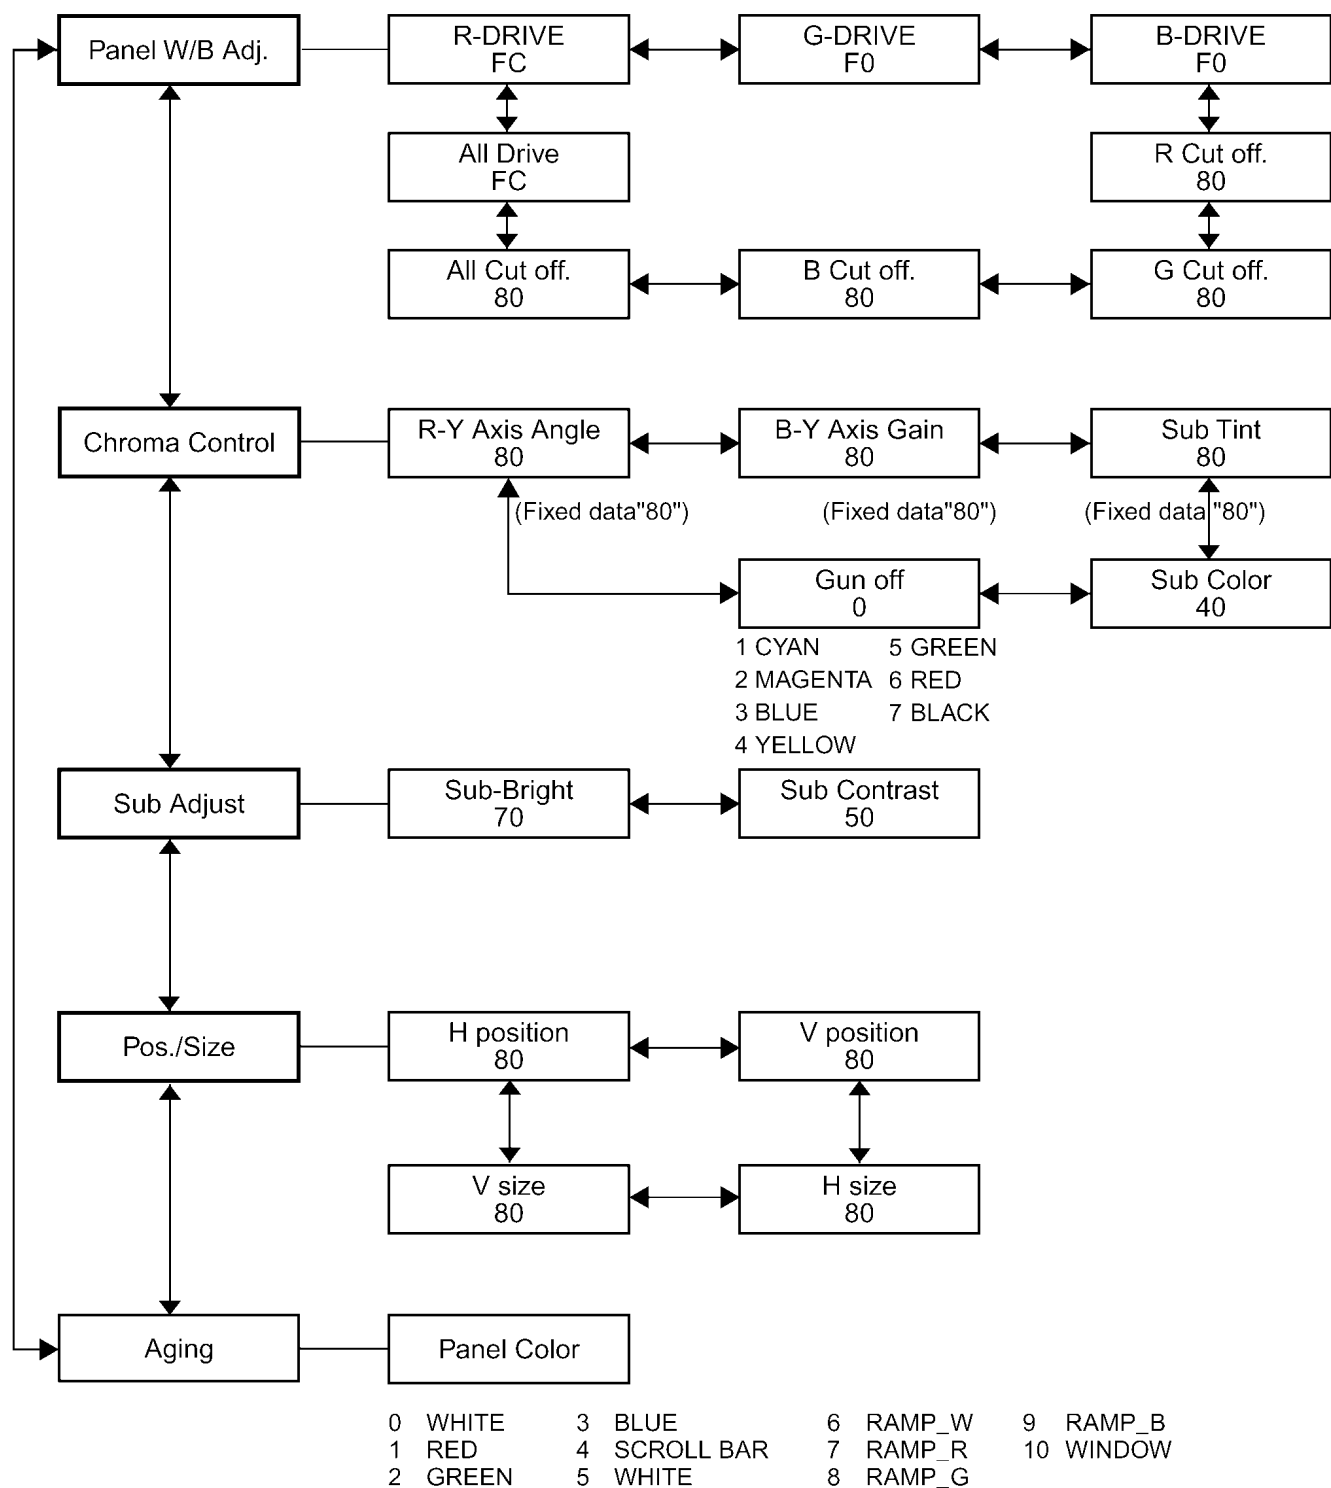 Panel W/B Adj.
R-DRIVE
FC
G-DRIVE
F0
B-DRIVE
F0
All Drive
FC
R Cut off.
80
All Cut off.
80
B Cut off.
80
G Cut off.
80
Chroma Control
R-Y Axis Angle
80
B-Y Axis Gain
80
Sub Tint
80
(Fixed data"80")
(Fixed data"80")
(Fixed data"80")
Gun off
0
Sub Color
40
1 CYAN
5 GREEN
2 MAGENTA
6 RED
3 BLUE
7 BLACK
4 YELLOW
Sub Adjust
Sub-Bright
70
Sub Contrast
50
Pos./Size
H position
80
V position
80
V size
80
H size
80
Aging
Panel Color
0 WHITE
3 BLUE
6 RAMP_W
9 RAMP_B
1 RED
4 SCROLL BAR
7 RAMP_R
10 WINDOW
2 GREEN
5 WHITE
8 RAMP_G